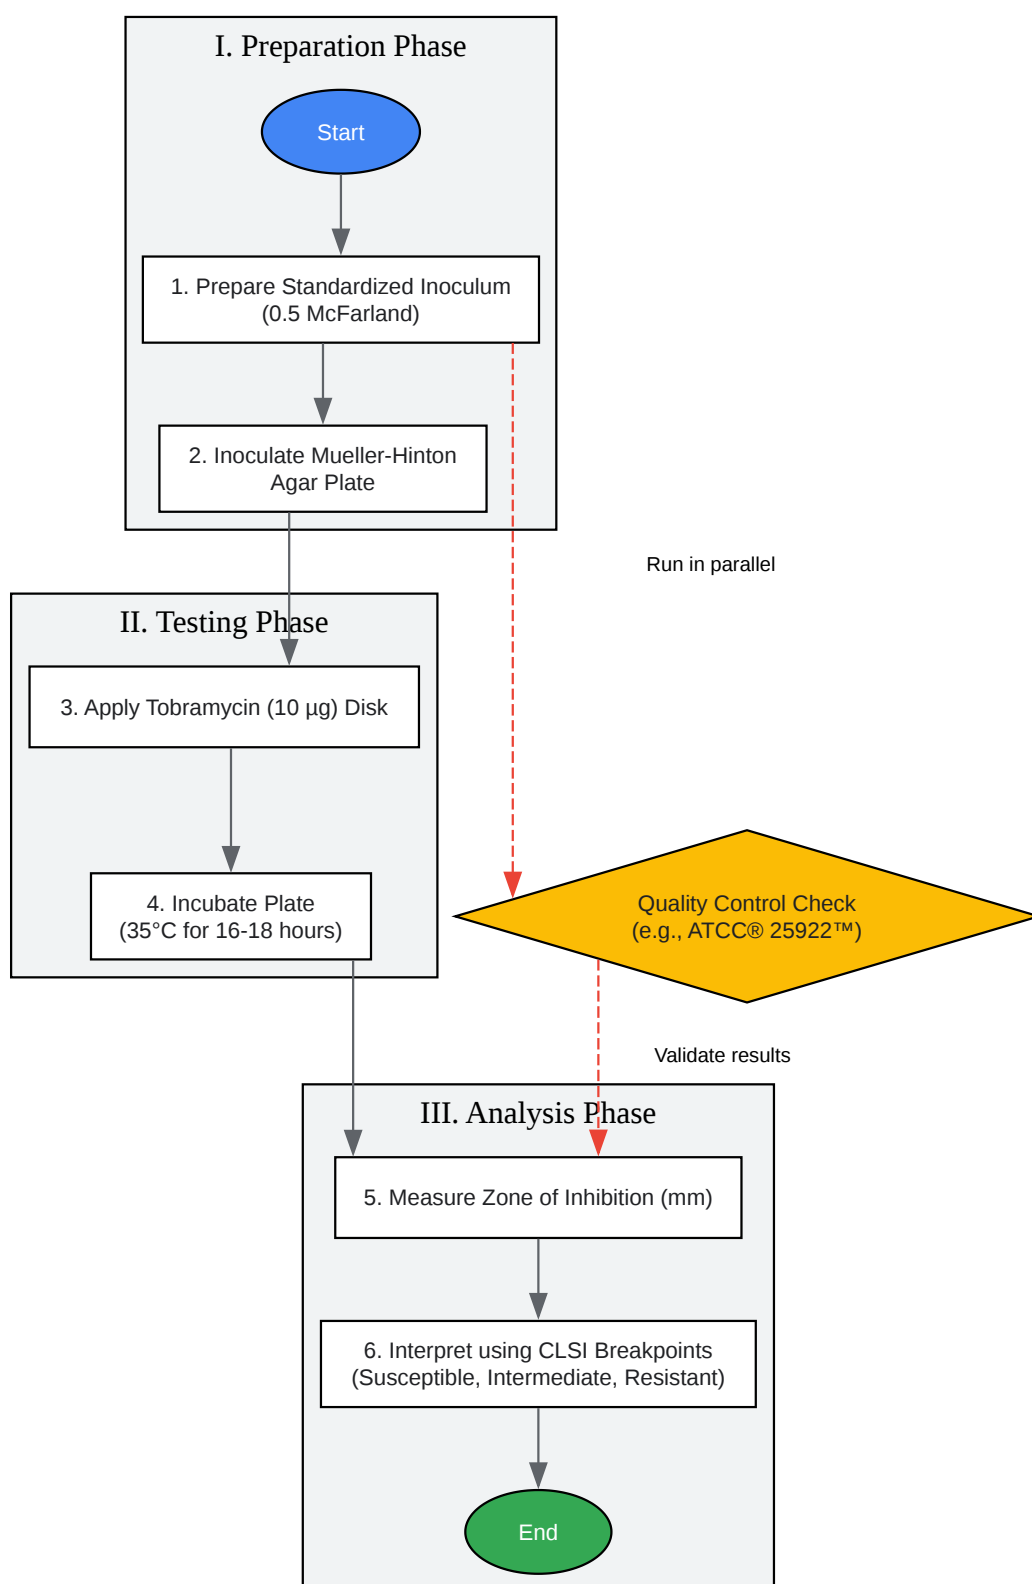 I. Preparation Phase
Start
1. Prepare Standardized Inoculum
(0.5 McFarland)
2. Inoculate Mueller-Hinton
Agar Plate
Run in parallel
II. Testing Phase
3. Apply Tobramycin (10 µg) Disk
4. Incubate Plate
(35°C for 16-18 hours)
Quality Control Check
(e.g., ATCC® 25922™)
Validate results
III. Analysis Phase
5. Measure Zone of Inhibition (mm)
6. Interpret using CLSI Breakpoints
(Susceptible, Intermediate, Resistant)
End